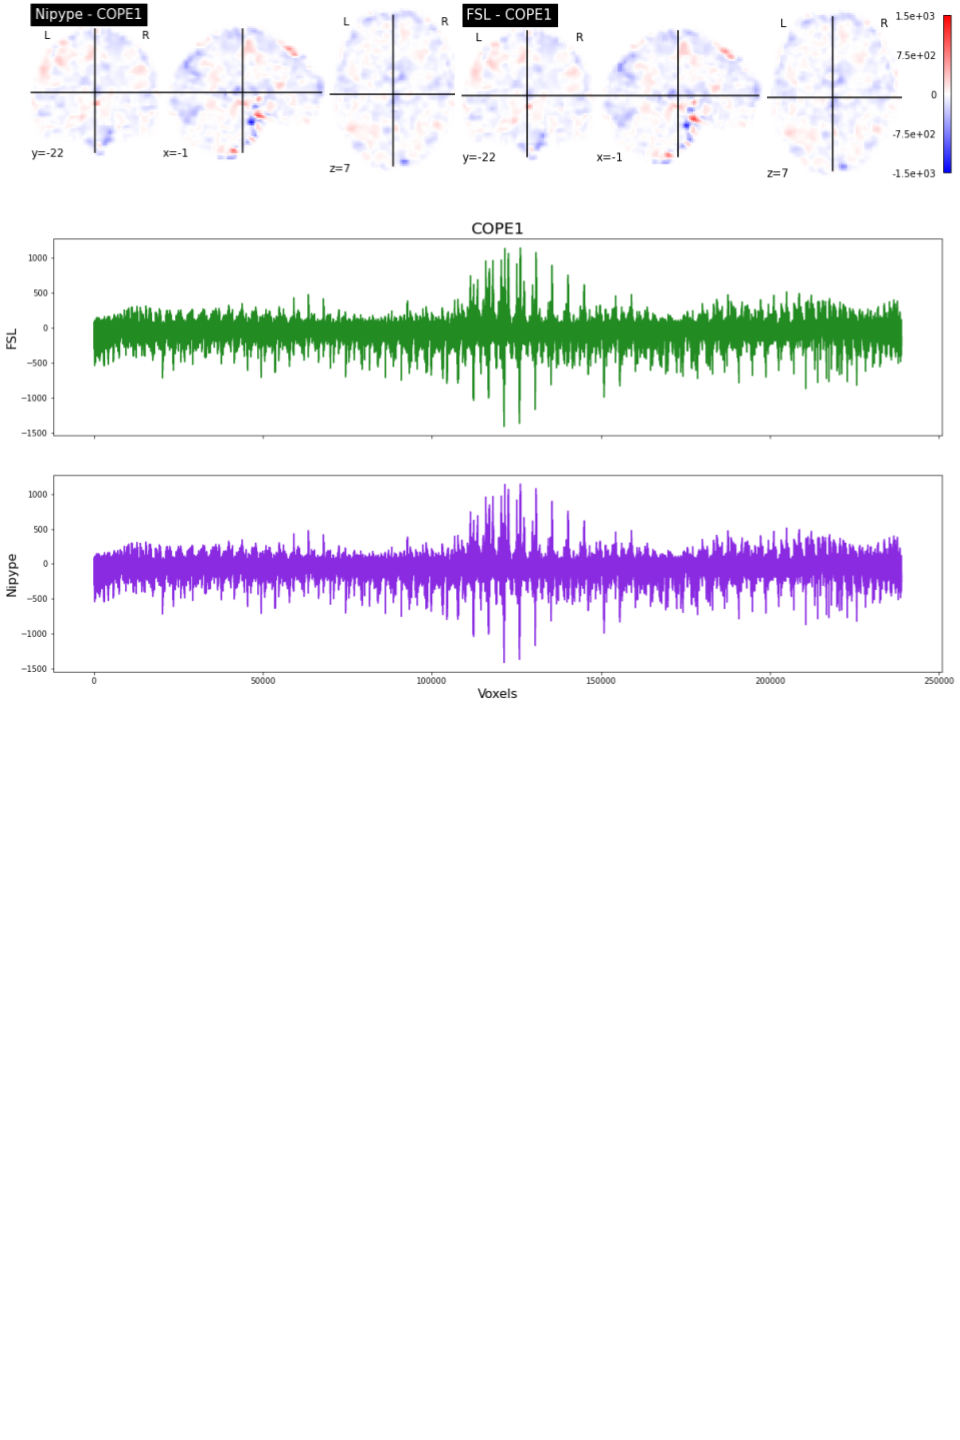 Nipype - COPE1
FSL - COPE1
L R
L R
L R
L R
y=-22
x=-1
z=7
y=-22
x=-1
z=7
1.5e+03
7.5e+02
0
-7.5e+02
-1.5e+03
COPE1
FSL
1000
500
0
−500
−1000
−1500
Nipype
1000
500
0
−500
−1000
−1500
0 50000 100000 150000 200000 250000
Voxels